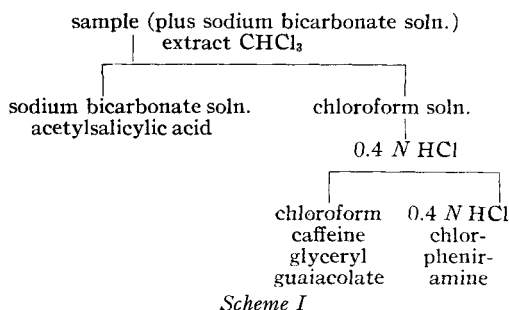 sample (plus sodium bicarbonate soln.)
extract CHCl₃
sodium bicarbonate soln.
acetylsalicylic acid
chloroform soln.
0.4 N HCl
chloroform
caffeine
glyceryl
guaiacolate
0.4 N HCl
chlor-
phenir-
amine
Scheme I